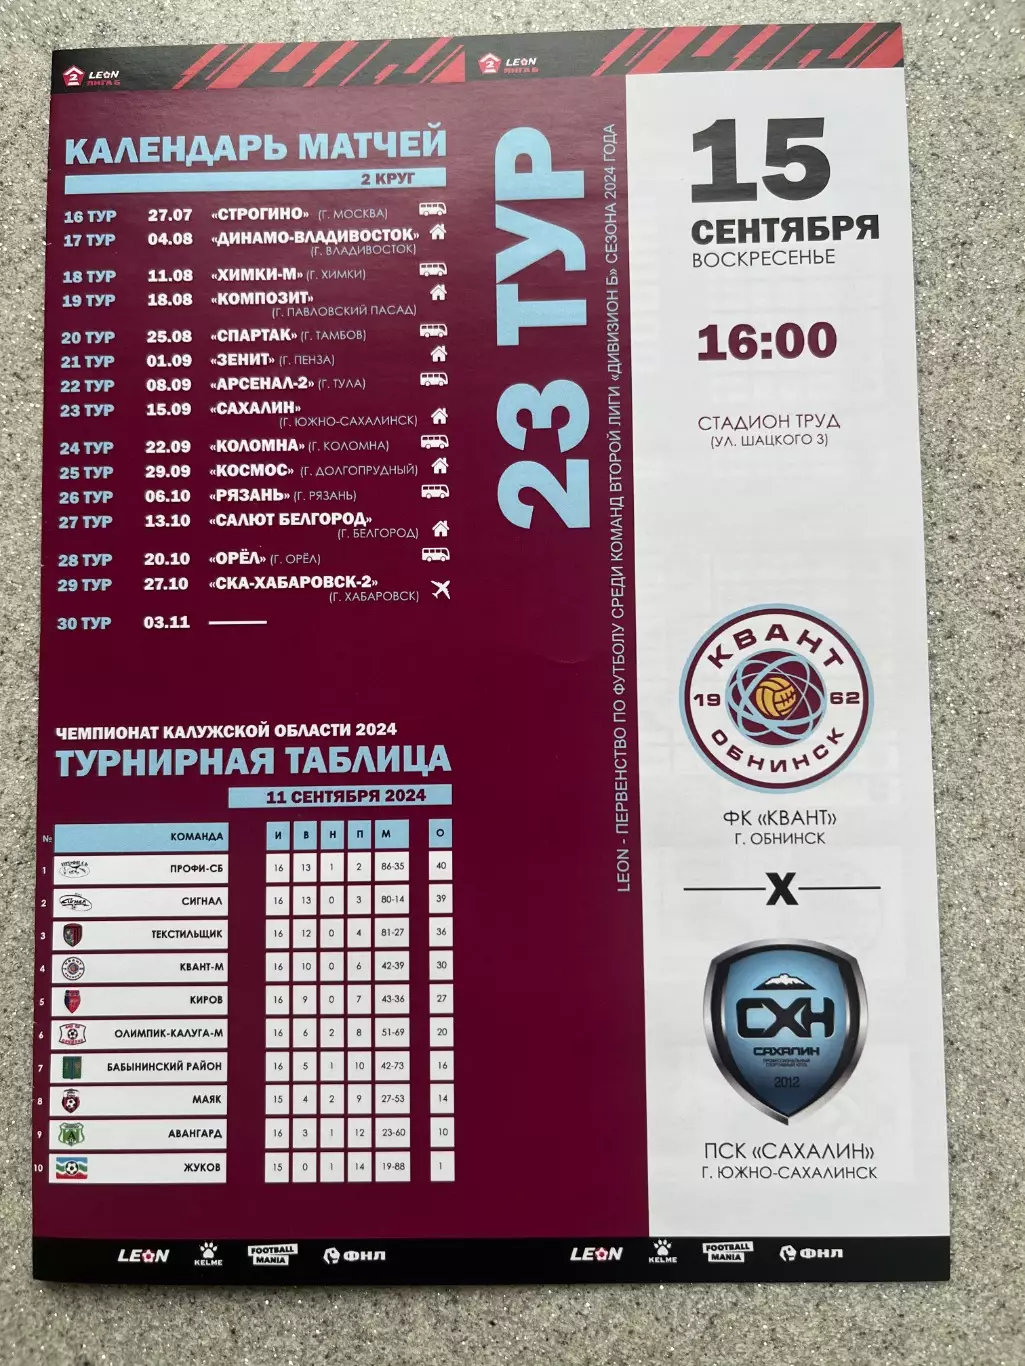 2 LEON
ЛИГА Б
КАЛЕНДАРЬ МАТЧЕЙ
2 КРУГ
16 ТУР 27.07 «СТРОГИНО» (Г. МОСКВА)
17 ТУР 04.08 «ДИНАМО-ВЛАДИВОСТОК»
(Г. ВЛАДИВОСТОК)
18 ТУР 11.08 «ХИМКИ-М» (Г. ХИМКИ)
19 ТУР 18.08 «КОМПОЗИТ»
(Г. ПАВЛОВСКИЙ ПАСАД)
20 ТУР 25.08 «СПАРТАК» (Г. ТАМБОВ)
21 ТУР 01.09 «ЗЕНИТ» (Г. ПЕНЗА)
22 ТУР 08.09 «АРСЕНАЛ-2» (Г. ТУЛА)
23 ТУР 15.09 «САХАЛИН»
(Г. ЮЖНО-САХАЛИНСК)
24 ТУР 22.09 «КОЛОМНА» (Г. КОЛОМНА)
25 ТУР 29.09 «КОСМОС» (Г. ДОЛГОПРУДНЫЙ)
26 ТУР 06.10 «РЯЗАНЬ» (Г. РЯЗАНЬ)
27 ТУР 13.10 «САЛЮТ БЕЛГОРОД»
(Г. БЕЛГОРОД)
28 ТУР 20.10 «ОРЁЛ» (Г. ОРЁЛ)
29 ТУР 27.10 «СКА-ХАБАРОВСК-2»
(Г. ХАБАРОВСК)
30 ТУР 03.11 ———
ЧЕМПИОНАТ КАЛУЖСКОЙ ОБЛАСТИ 2024
ТУРНИРНАЯ ТАБЛИЦА
11 СЕНТЯБРЯ 2024
№ КОМАНДА И В Н П М О
1 ПРОФИ-СБ 16 13 1 2 86-35 40
2 СИГНАЛ 16 13 0 3 80-14 39
3 ТЕКСТИЛЬЩИК 16 12 0 4 81-27 36
4 КВАНТ-М 16 10 0 6 42-39 30
5 КИРОВ 16 9 0 7 43-36 27
6 ОЛИМПИК-КАЛУГА-М 16 6 2 8 51-69 20
7 БАБЫНИНСКИЙ РАЙОН 16 5 1 10 42-73 16
8 МАЯК 15 4 2 9 27-53 14
9 АВАНГАРД 16 3 1 12 23-60 10
10 ЖУКОВ 15 0 1 14 19-88 1
LEON KELME FOOTBALL MANIA ФНЛ
2 LEON
ЛИГА Б
23 ТУР
LEON - ПЕРВЕНСТВО ПО ФУТБОЛУ СРЕДИ КОМАНД ВТОРОЙ ЛИГИ «ДИВИЗИОН Б» СЕЗОНА 2024 ГОДА
15
СЕНТЯБРЯ
ВОСКРЕСЕНЬЕ
16:00
СТАДИОН ТРУД
(УЛ. ШАЦКОГО 3)
КВАНТ
19 62
ОБНИНСК
ФК «КВАНТ»
Г. ОБНИНСК
X
СХН
САХАЛИН
ПРОФЕССИОНАЛЬНЫЙ
СПОРТИВНЫЙ КЛУБ
2012
ПСК «САХАЛИН»
Г. ЮЖНО-САХАЛИНСК
LEON KELME FOOTBALL MANIA ФНЛ